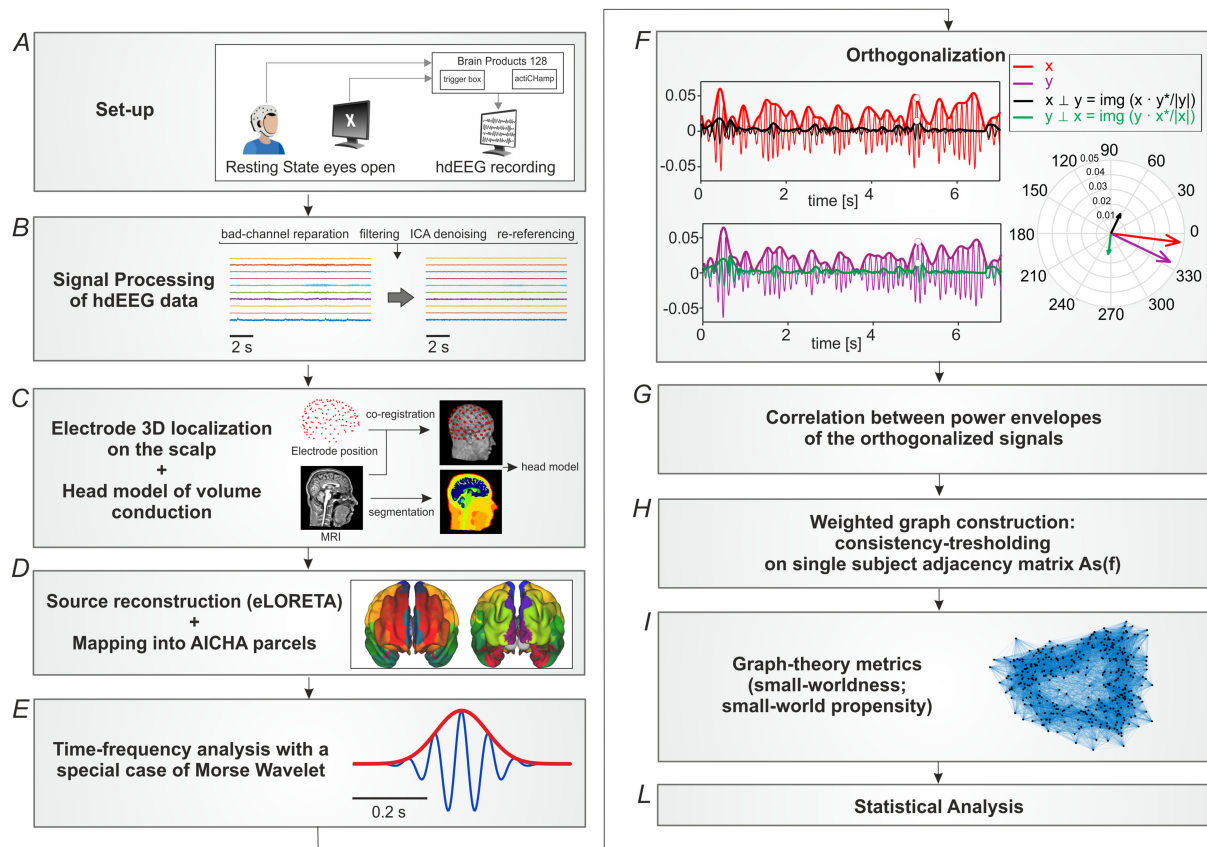 A
Set-up
Brain Products 128
trigger box
actiCHamp
X
Resting State eyes open
hdEEG recording
B
Signal Processing
of hdEEG data
bad-channel reparation
filtering
ICA denoising
re-referencing
2 s
2 s
C
Electrode 3D localization
on the scalp
+
Head model of volume
conduction
Electrode position
co-registration
MRI
segmentation
head model
D
Source reconstruction (eLORETA)
+
Mapping into AICHA parcels
E
Time-frequency analysis with a
special case of Morse Wavelet
0.2 s
F
Orthogonalization
x
y
x ⊥ y = img (x · y*/|y|)
y ⊥ x = img (y · x*/|x|)
0.05
0
-0.05
0 2 4 6
time [s]
0.05
0
-0.05
0 2 4 6
time [s]
90
120 60
150 30
180 0
210 330
240 300
270
0.05
0.04
0.03
0.02
0.01
G
Correlation between power envelopes
of the orthogonalized signals
H
Weighted graph construction:
consistency-tresholding
on single subject adjacency matrix As(f)
I
Graph-theory metrics
(small-worldness;
small-world propensity)
L
Statistical Analysis